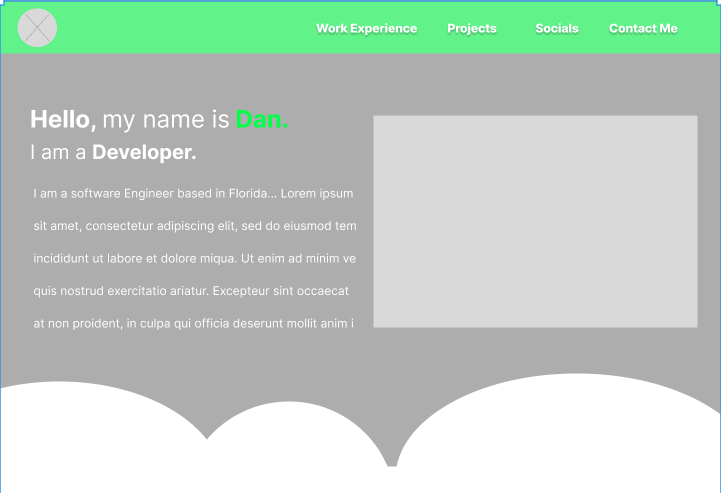 Work Experience Projects Socials Contact Me
Hello, my name is Dan.
I am a Developer.
I am a software Engineer based in Florida... Lorem ipsum
sit amet, consectetur adipiscing elit, sed do eiusmod tem
incididunt ut labore et dolore miqua. Ut enim ad minim ve
quis nostrud exercitatio ariatur. Excepteur sint occaecat
at non proident, in culpa qui officia deserunt mollit anim i